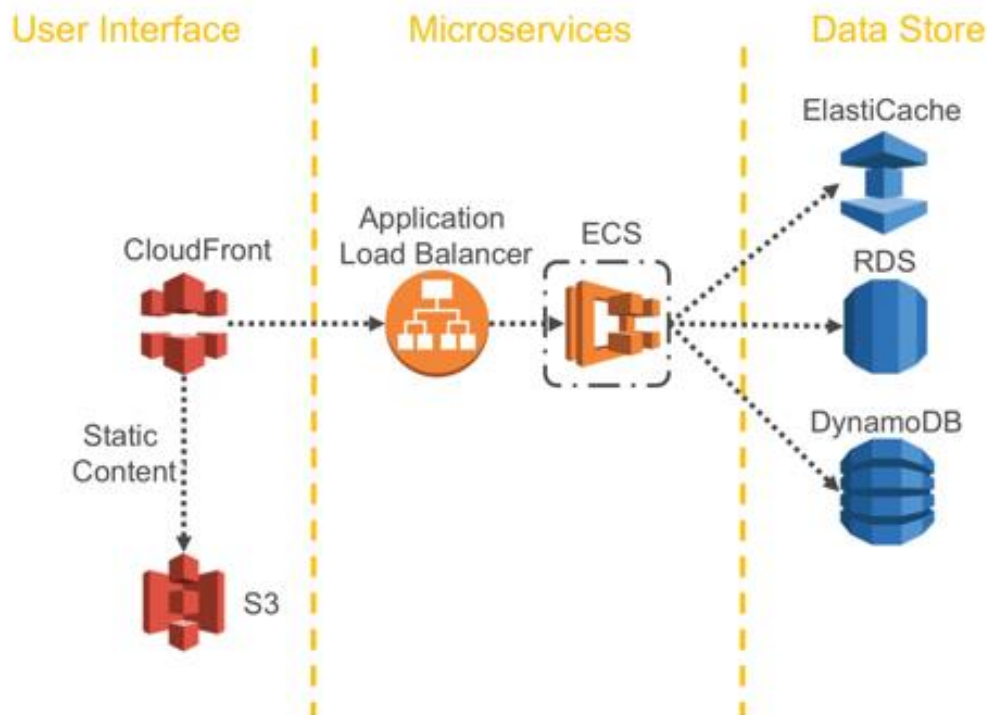 User Interface
Microservices
Data Store
ElastiCache
Application
Load Balancer
ECS
CloudFront
RDS
Static
Content
DynamoDB
S3